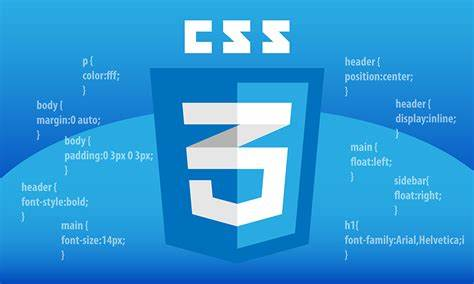 CSS
3
p {
color:fff;
}
body {
margin:0 auto;
}
body {
padding:0 3px 0 3px;
}
header {
font-style:bold;
}
main {
font-size:14px;
}
header {
position:center;
}
header {
display:inline;
}
main {
float:left;
}
sidebar{
float:right;
}
h1{
font-family:Arial,Helvetica;i
}